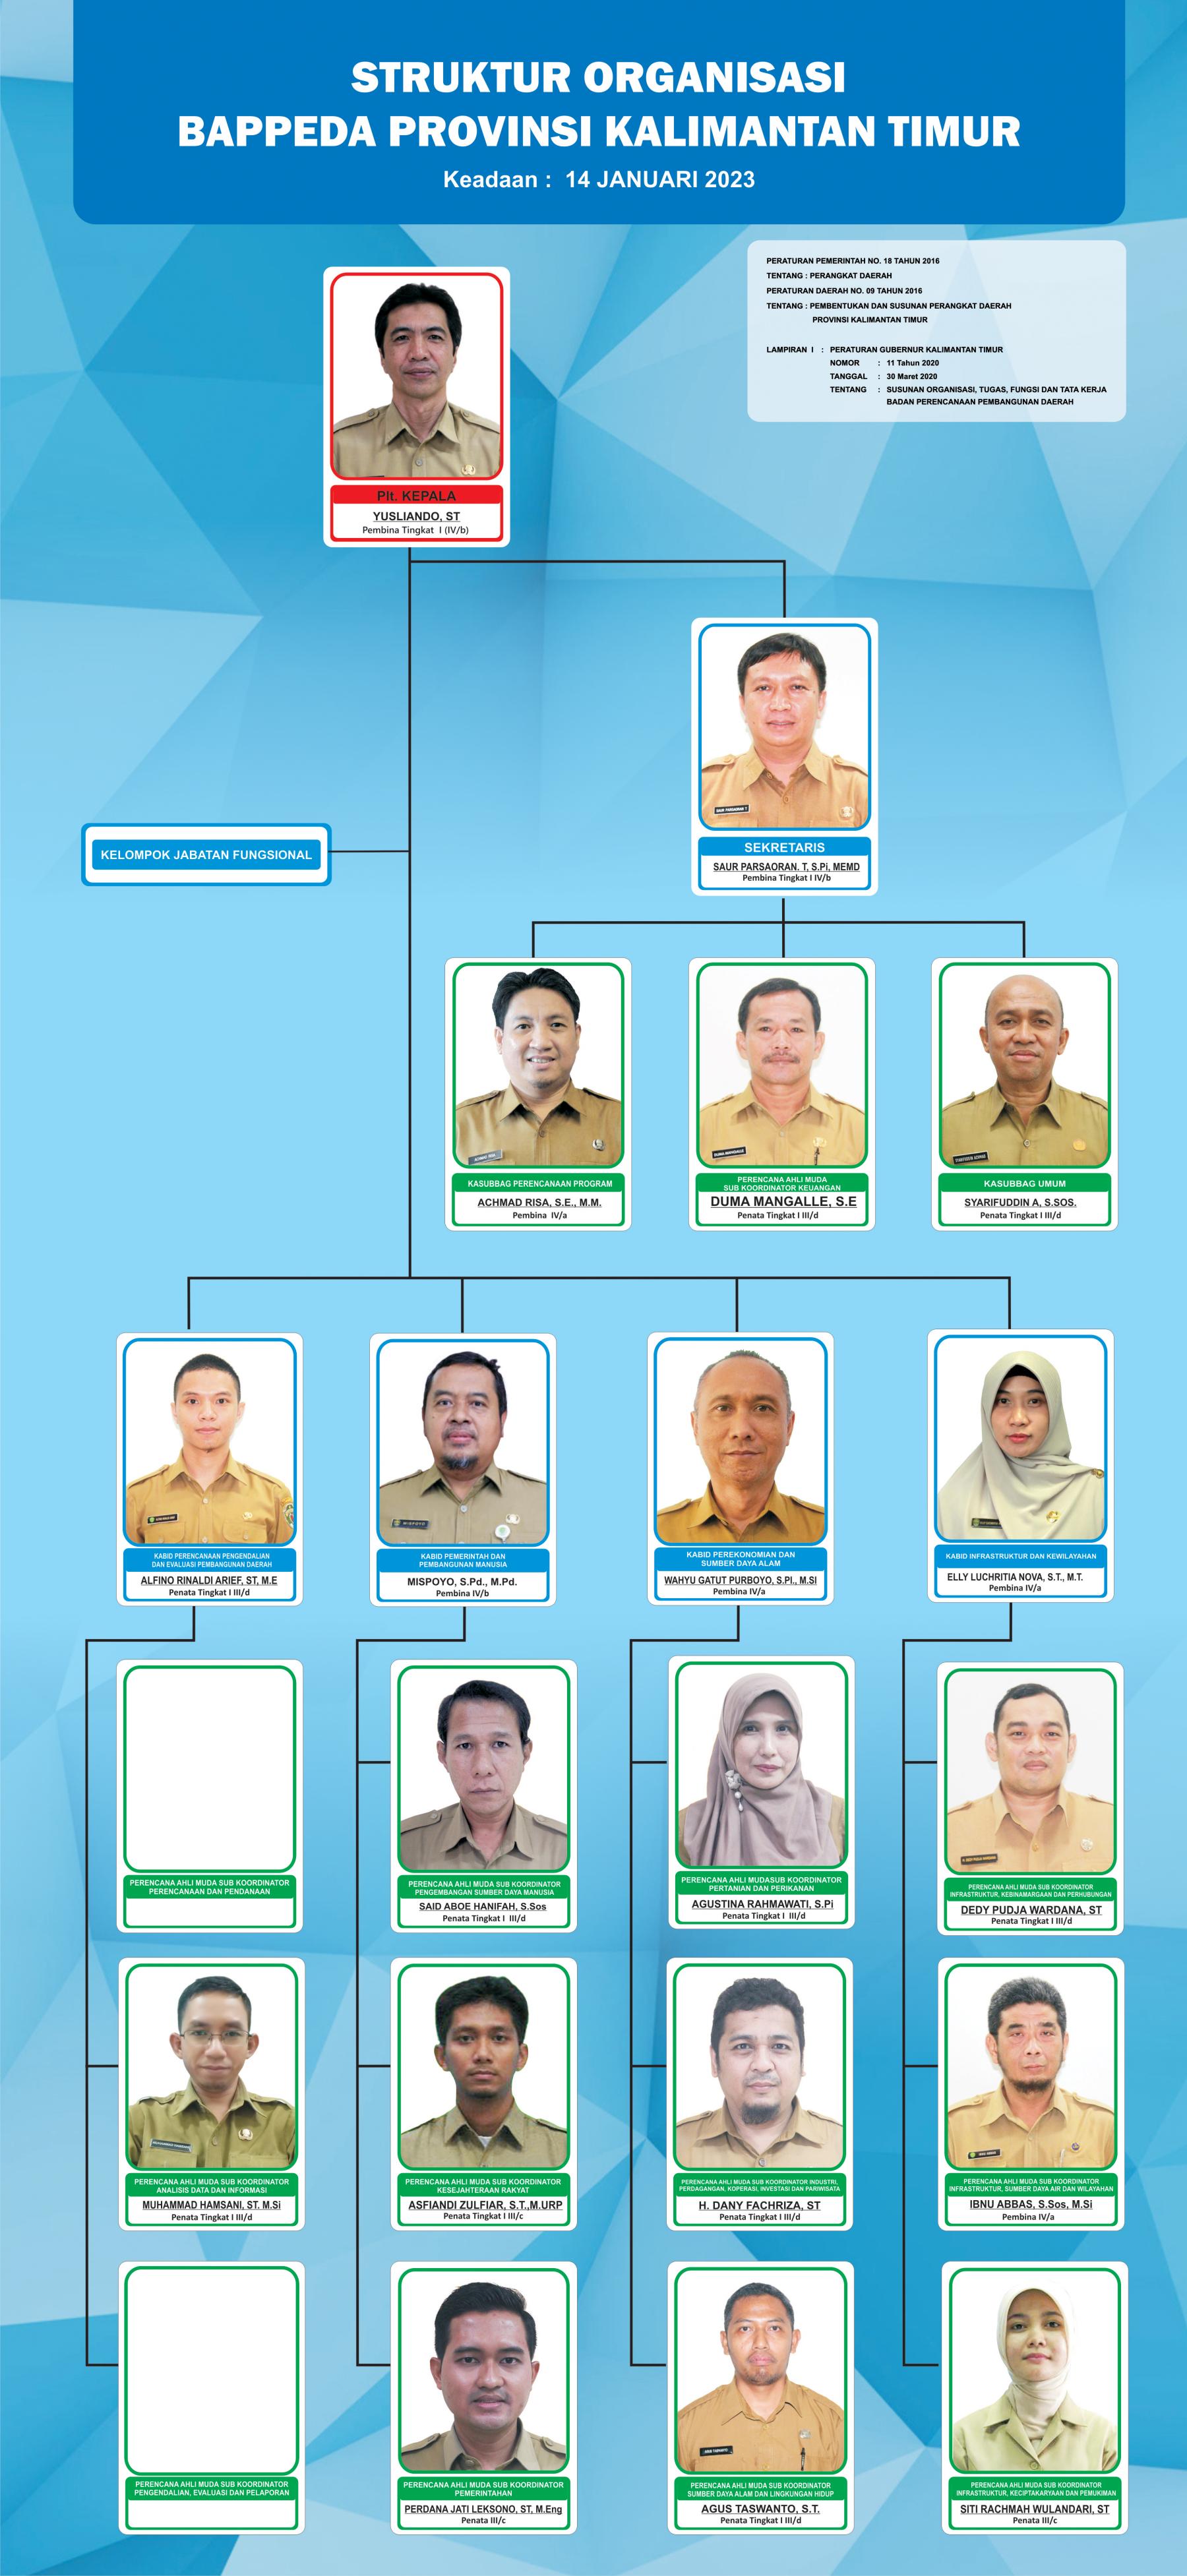 STRUKTUR ORGANISASI
BAPPEDA PROVINSI KALIMANTAN TIMUR
Keadaan : 14 JANUARI 2023
PERATURAN PEMERINTAH NO. 18 TAHUN 2016
TENTANG : PERANGKAT DAERAH
PERATURAN DAERAH NO. 09 TAHUN 2016
TENTANG : PEMBENTUKAN DAN SUSUNAN PERANGKAT DAERAH
PROVINSI KALIMANTAN TIMUR
LAMPIRAN I : PERATURAN GUBERNUR KALIMANTAN TIMUR
NOMOR : 11 Tahun 2020
TANGGAL : 30 Maret 2020
TENTANG : SUSUNAN ORGANISASI, TUGAS, FUNGSI DAN TATA KERJA
BADAN PERENCANAAN PEMBANGUNAN DAERAH
Plt. KEPALA
YUSLIANDO, ST
Pembina Tingkat I (IV/b)
SAUR PARSAORAN T
SEKRETARIS
SAUR PARSAORAN. T, S.Pi, MEMD
Pembina Tingkat I IV/b
KELOMPOK JABATAN FUNGSIONAL
ACHMAD RISA
KASUBBAG PERENCANAAN PROGRAM
ACHMAD RISA, S.E., M.M.
Pembina IV/a
DUMA MANGALLE
PERENCANA AHLI MUDA
SUB KOORDINATOR KEUANGAN
DUMA MANGALLE, S.E
Penata Tingkat I III/d
KASUBBAG UMUM
SYARIFUDDIN A, S.SOS.
Penata Tingkat I III/d
KABID PERENCANAAN PENGENDALIAN
DAN EVALUASI PEMBANGUNAN DAERAH
ALFINO RINALDI ARIEF, ST, M.E
Penata Tingkat I III/d
MISPOYO
KABID PEMERINTAH DAN
PEMBANGUNAN MANUSIA
MISPOYO, S.Pd., M.Pd.
Pembina IV/b
KABID PEREKONOMIAN DAN
SUMBER DAYA ALAM
WAHYU GATUT PURBOYO, S.PI., M.SI
Pembina IV/a
KABID INFRASTRUKTUR DAN KEWILAYAHAN
ELLY LUCHRITIA NOVA, S.T., M.T.
Pembina IV/a
PERENCANA AHLI MUDA SUB KOORDINATOR
PERENCANAAN DAN PENDANAAN
PERENCANA AHLI MUDA SUB KOORDINATOR
PENGEMBANGAN SUMBER DAYA MANUSIA
SAID ABOE HANIFAH, S.Sos
Penata Tingkat I III/d
PERENCANA AHLI MUDASUB KOORDINATOR
PERTANIAN DAN PERIKANAN
AGUSTINA RAHMAWATI, S.Pi
Penata Tingkat I III/d
PERENCANA AHLI MUDA SUB KOORDINATOR
INFRASTRUKTUR, KEBINAMARGAAN DAN PERHUBUNGAN
DEDY PUDJA WARDANA, ST
Penata Tingkat I III/d
PERENCANA AHLI MUDA SUB KOORDINATOR
ANALISIS DATA DAN INFORMASI
MUHAMMAD HAMSANI, ST. M.Si
Penata Tingkat I III/d
PERENCANA AHLI MUDA SUB KOORDINATOR
KESEJAHTERAAN RAKYAT
ASFIANDI ZULFIAR, S.T.,M.URP
Penata Tingkat I III/c
PERENCANA AHLI MUDA SUB KOORDINATOR INDUSTRI,
PERDAGANGAN, KOPERASI, INVESTASI DAN PARIWISATA
H. DANY FACHRIZA, ST
Penata Tingkat I III/d
IBNU ABBAS
PERENCANA AHLI MUDA SUB KOORDINATOR
INFRASTRUKTUR, SUMBER DAYA AIR DAN WILAYAHAN
IBNU ABBAS, S.Sos, M.Si
Pembina IV/a
PERENCANA AHLI MUDA SUB KOORDINATOR
PENGENDALIAN, EVALUASI DAN PELAPORAN
PERENCANA AHLI MUDA SUB KOORDINATOR
PEMERINTAHAN
PERDANA JATI LEKSONO, ST, M.Eng
Penata III/c
AGUS TASWANTO
PERENCANA AHLI MUDA SUB KOORDINATOR
SUMBER DAYA ALAM DAN LINGKUNGAN HIDUP
AGUS TASWANTO, S.T.
Penata Tingkat I III/d
PERENCANA AHLI MUDA SUB KOORDINATOR
INFRASTRUKTUR, KECIPTAKARYAAN DAN PEMUKIMAN
SITI RACHMAH WULANDARI, ST
Penata III/c